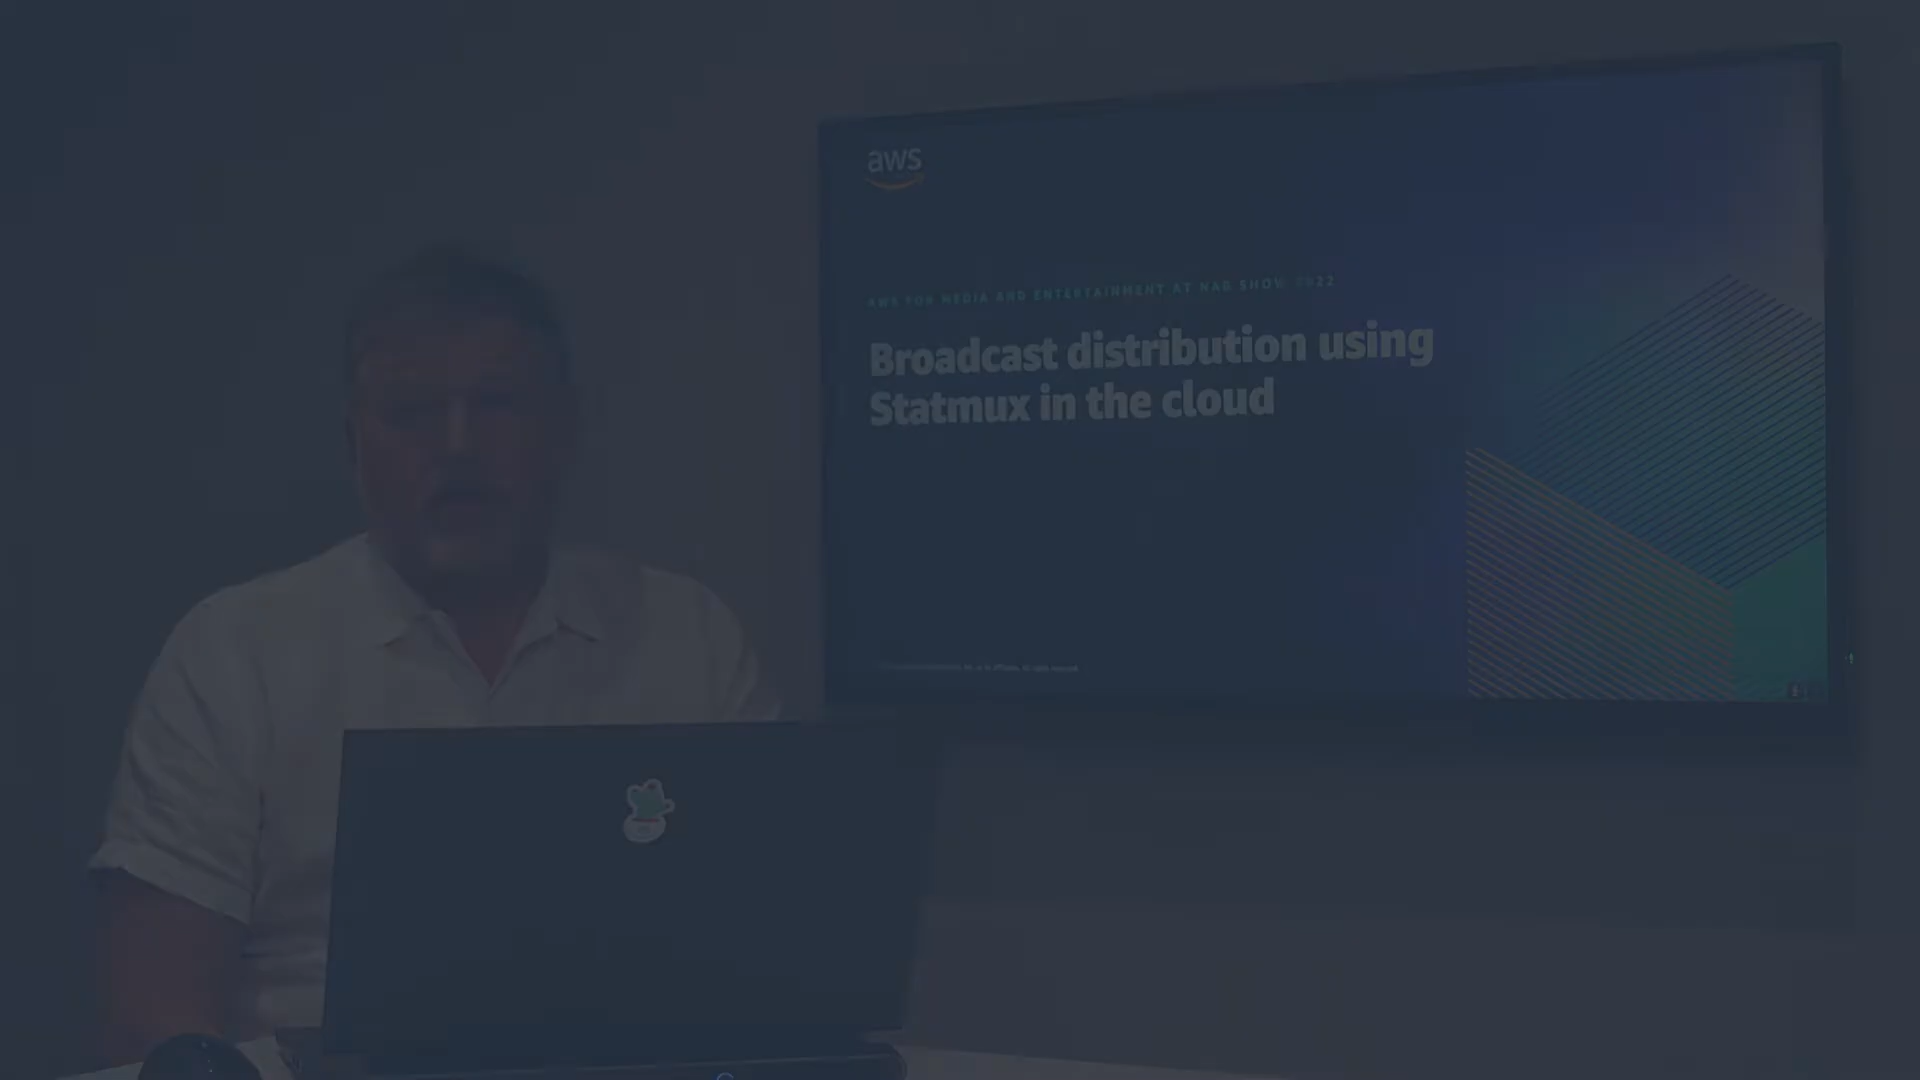 aws
AWS FOR MEDIA AND ENTERTAINMENT AT NAB SHOW 2022
Broadcast distribution using
Statmux in the cloud